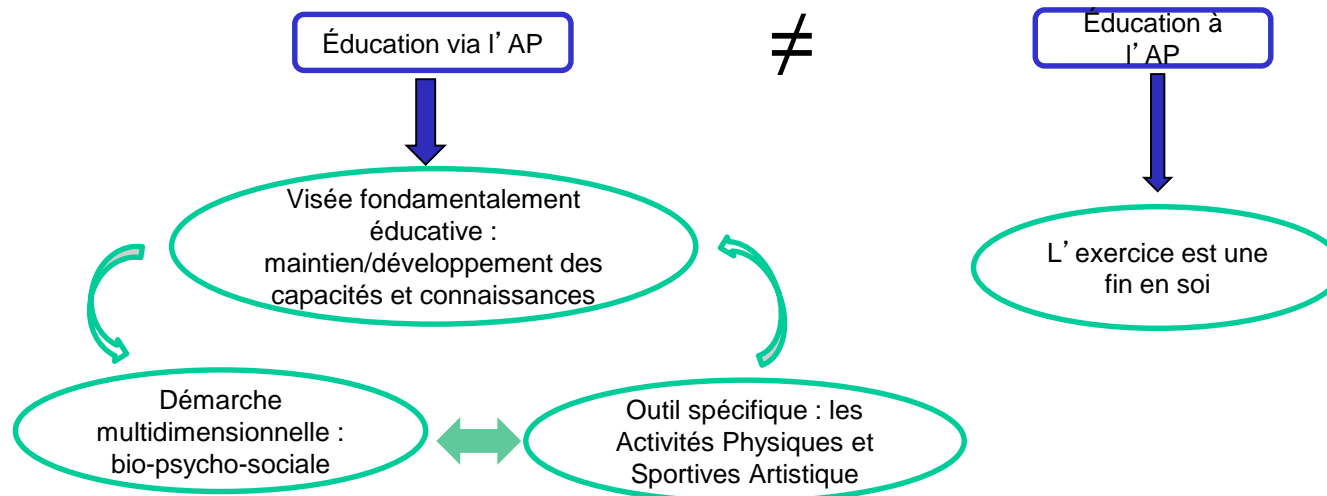 Éducation via l’AP
≠
Éducation à
l’AP
Visée fondamentalement
éducative :
maintien/développement des
capacités et connaissances
L’exercice est une
fin en soi
Démarche
multidimensionnelle :
bio-psycho-sociale
Outil spécifique : les
Activités Physiques et
Sportives Artistique